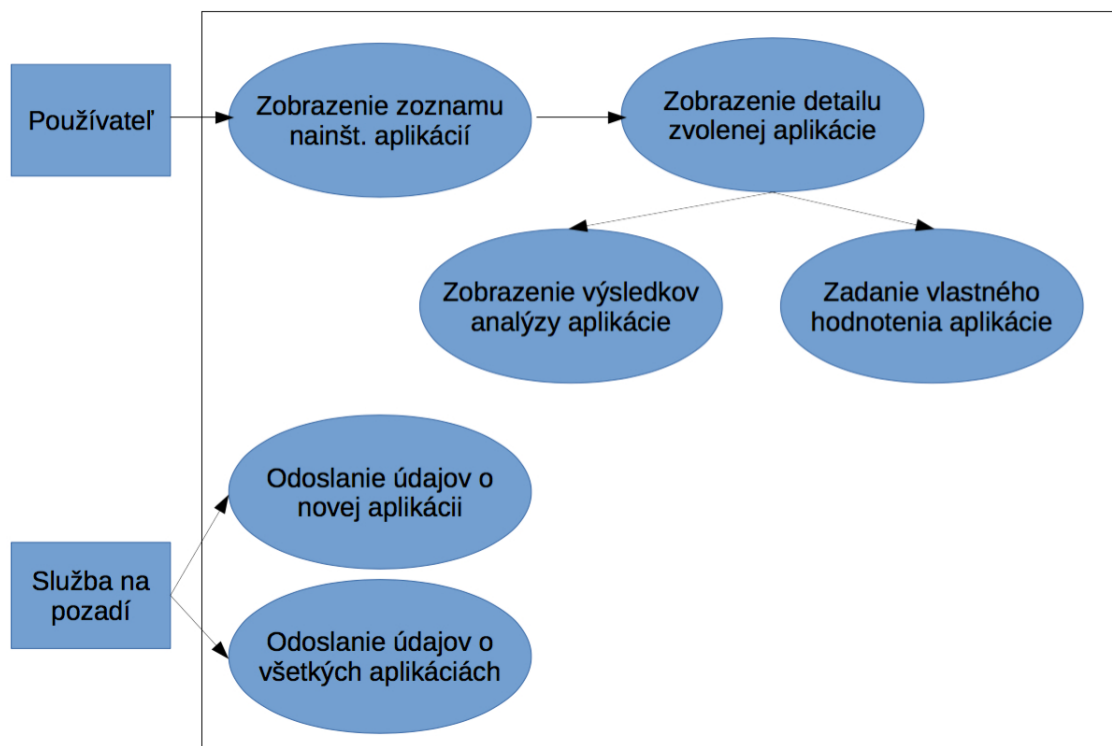 Používateľ
Zobrazenie zoznamu
nainšt. aplikácií
Zobrazenie detailu
zvolenej aplikácie
Zobrazenie výsledkov
analýzy aplikácie
Zadanie vlastného
hodnotenia aplikácie
Odoslanie údajov o
novej aplikácii
Služba na
pozadí
Odoslanie údajov o
všetkých aplikáciách